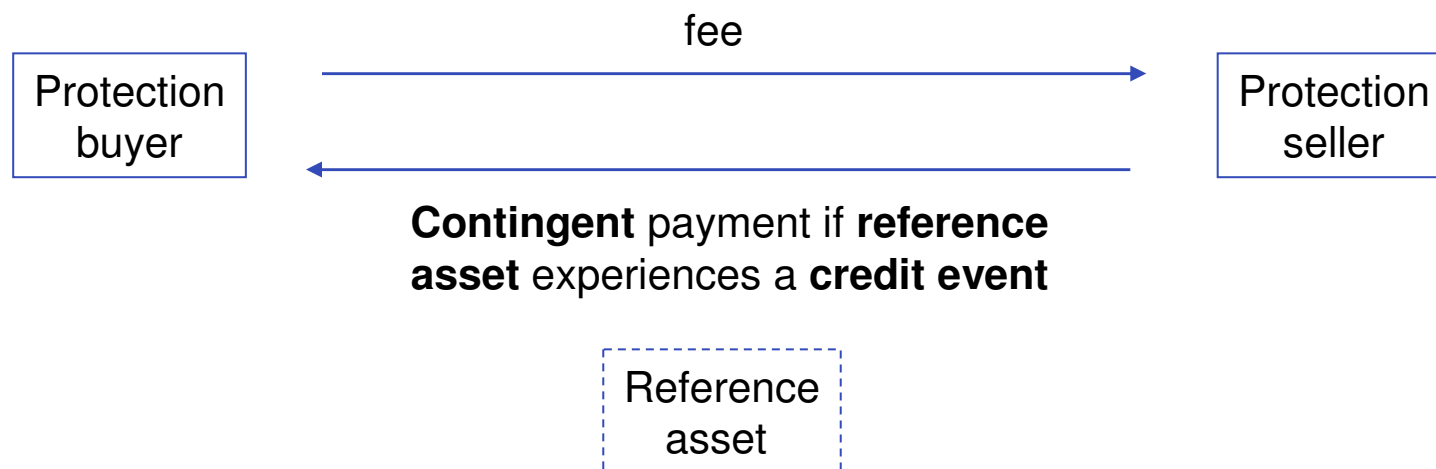 fee
Protection
buyer
Protection
seller
Contingent payment if reference
asset experiences a credit event
Reference
asset